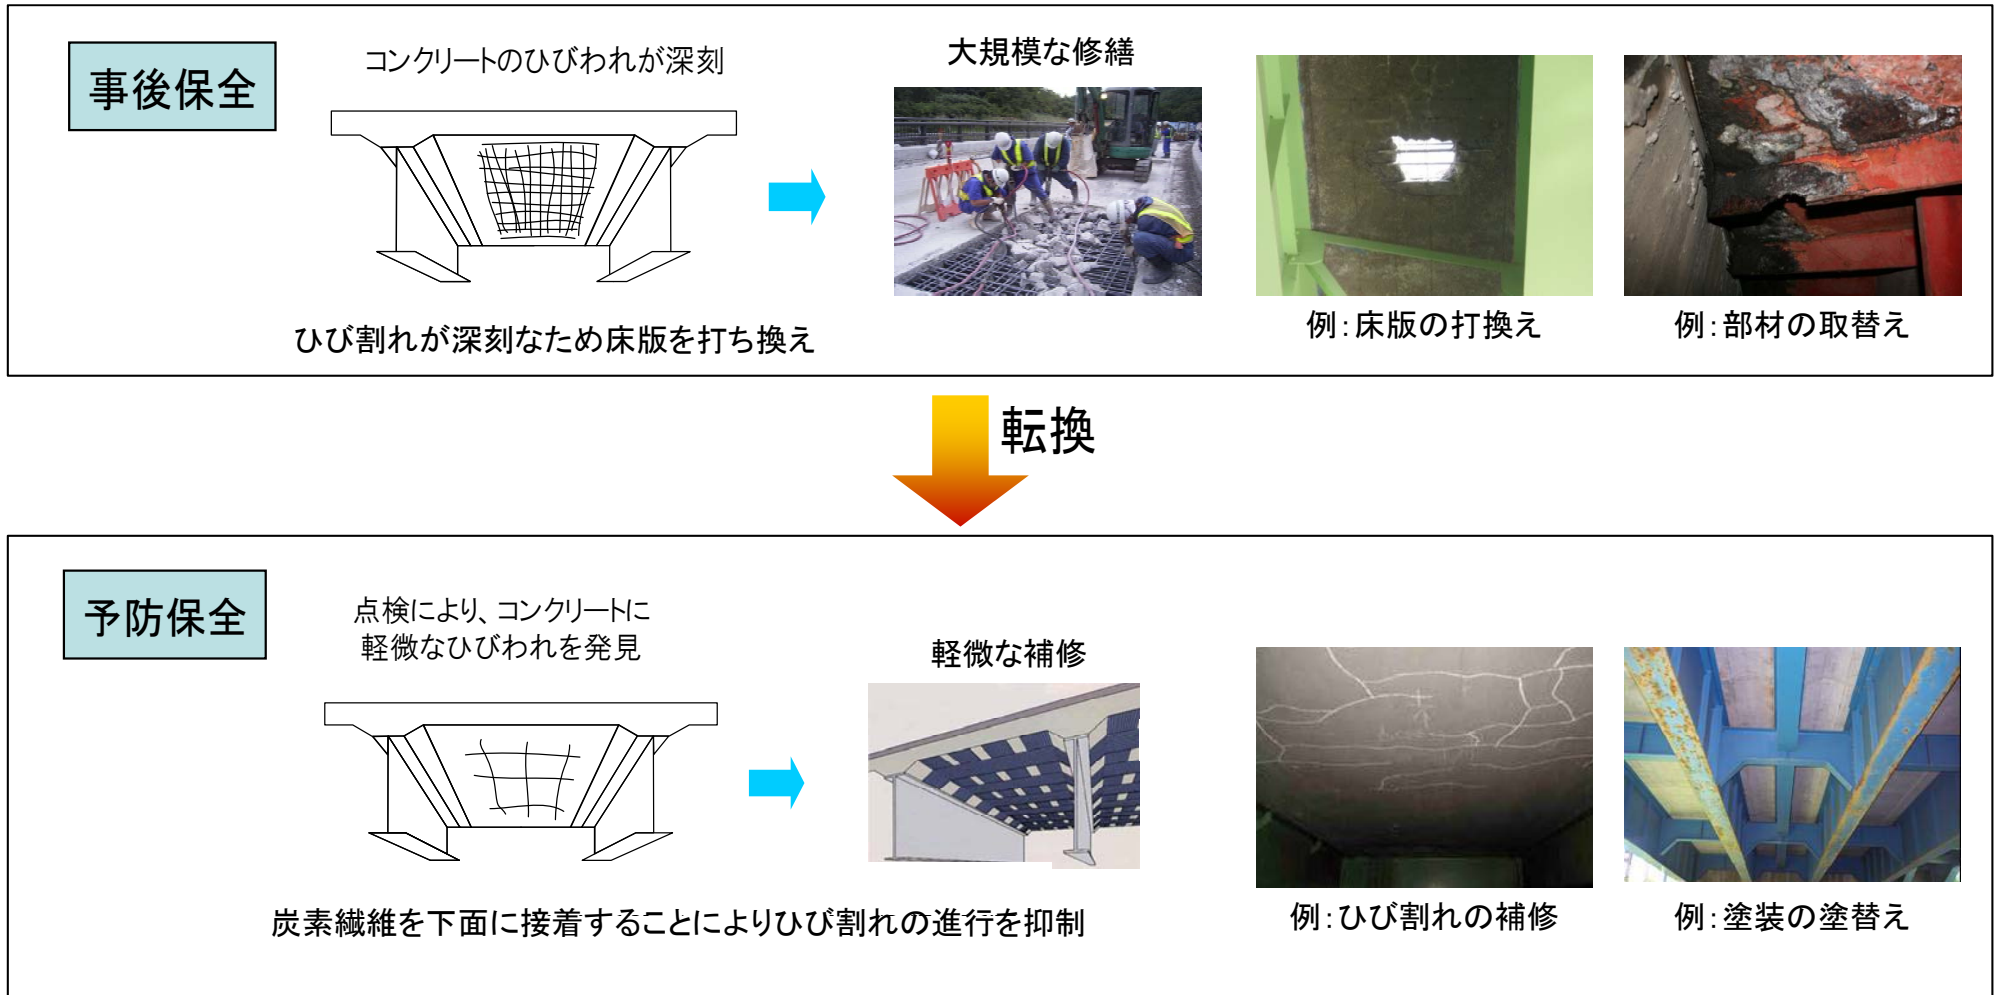 事後保全
コンクリートのひびわれが深刻
大規模な修繕
ひび割れが深刻なため床版を打ち換え
例：床版の打換え
例：部材の取替え
転換
予防保全
点検により、コンクリートに
軽微なひびわれを発見
軽微な補修
炭素繊維を下面に接着することによりひび割れの進行を抑制
例：ひび割れの補修
例：塗装の塗替え